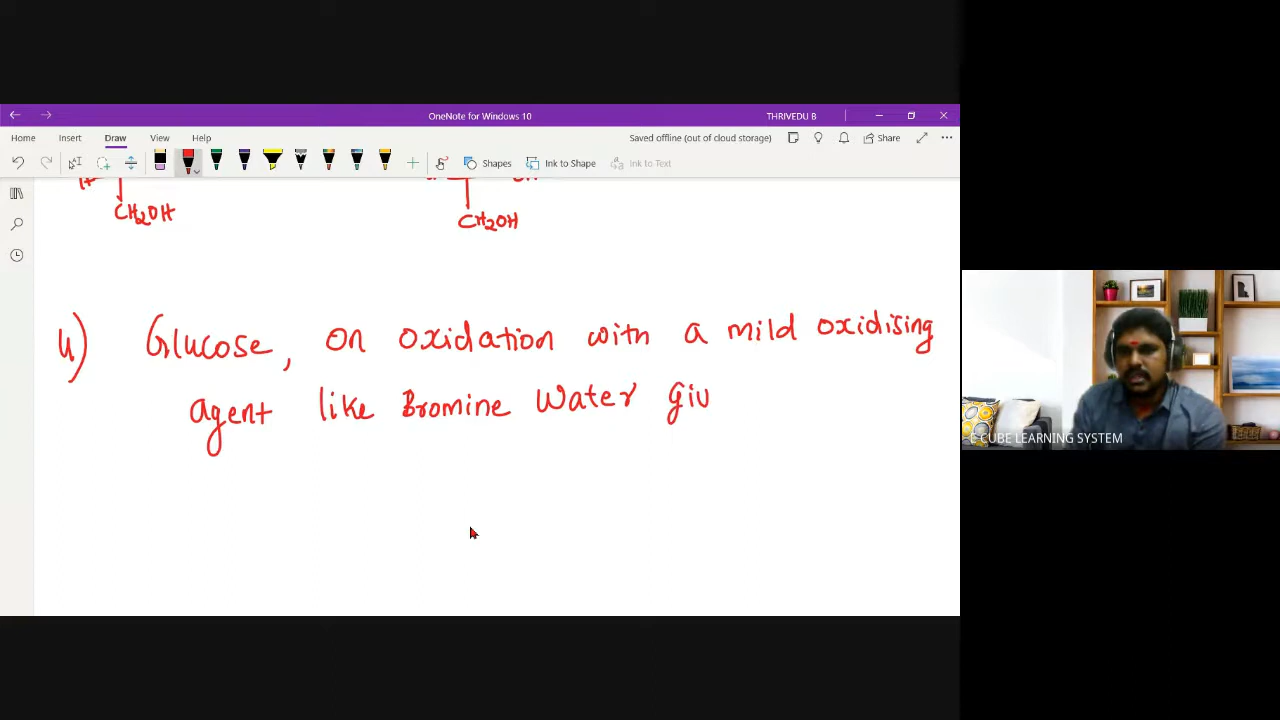 OneNote for Windows 10
THRIVEDU B
Home Insert Draw View Help
Saved offline (out of cloud storage)
Share
Shapes
Ink to Shape
Ink to Text
CH2OH
CH2OH
4) Glucose, on oxidation with a mild oxidising
agent like Bromine Water giv
C CUBE LEARNING SYSTEM